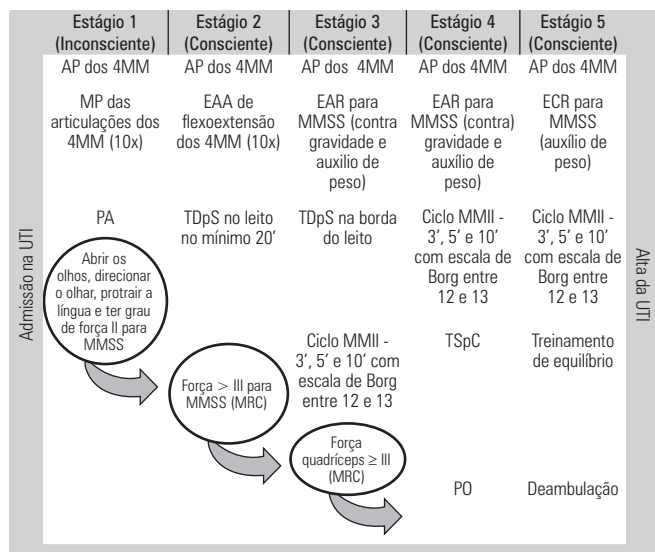 Estágio 1
(Inconsciente)
Estágio 2
(Consciente)
Estágio 3
(Consciente)
Estágio 4
(Consciente)
Estágio 5
(Consciente)
AP dos 4MM
AP dos 4MM
AP dos 4MM
AP dos 4MM
AP dos 4MM
MP das
articulações dos
4MM (10x)
EAA de
flexoextensão
dos 4MM (10x)
EAR para
MMSS (contra
gravidade e
auxilio de
peso)
EAR para
MMSS (contra)
gravidade e
auxílio de
peso)
ECR para
MMSS
(auxílio de
peso)
PA
TDpS no leito
no mínimo 20’
TDpS na borda
do leito
Ciclo MMII -
3’, 5’ e 10’
com escala de
Borg entre
12 e 13
Ciclo MMII -
3’, 5’ e 10’
com escala de
Borg entre
12 e 13
Abrir os
olhos, direcionar
o olhar, protrair a
língua e ter grau
de força II para
MMSS
Ciclo MMII -
3’, 5’ e 10’ com
escala de Borg
entre 12 e 13
TSpC
Treinamento
de equilíbrio
Força > III para
MMSS (MRC)
Força
quadríceps ≥ III
(MRC)
PO
Deambulação
Admissão na UTI
Alta da UTI